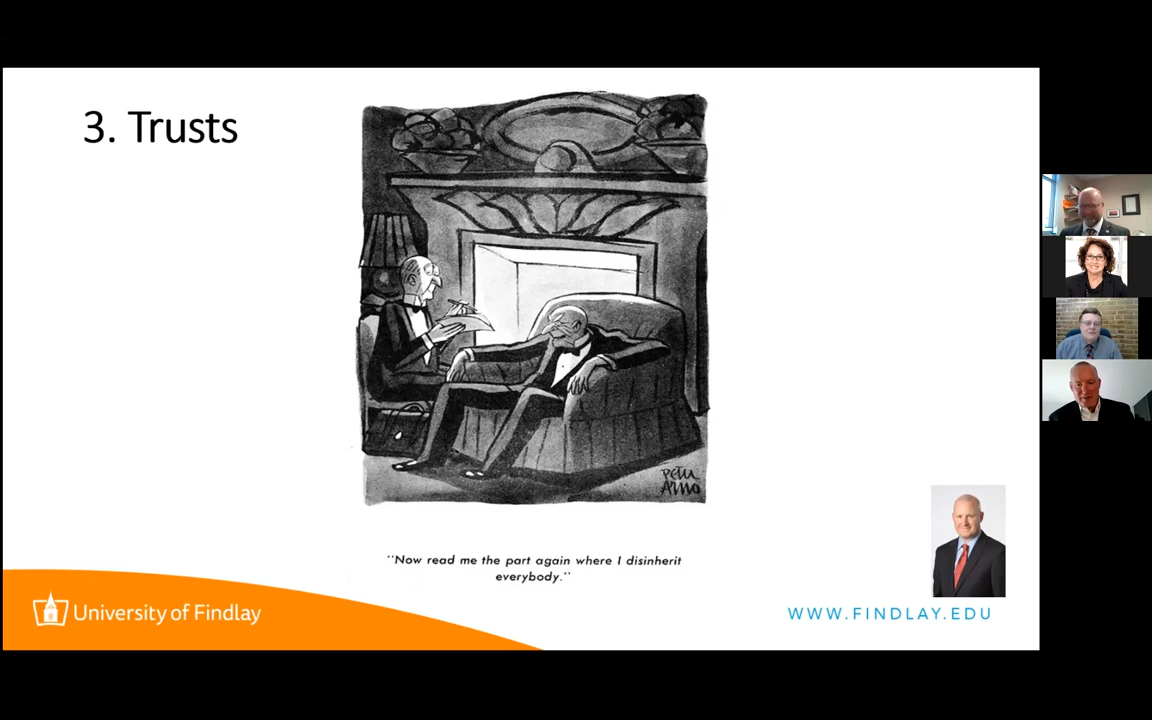 3. Trusts
PETER
ARNO
''Now read me the part again where I disinherit
everybody.''
University of Findlay
WWW.FINDLAY.EDU